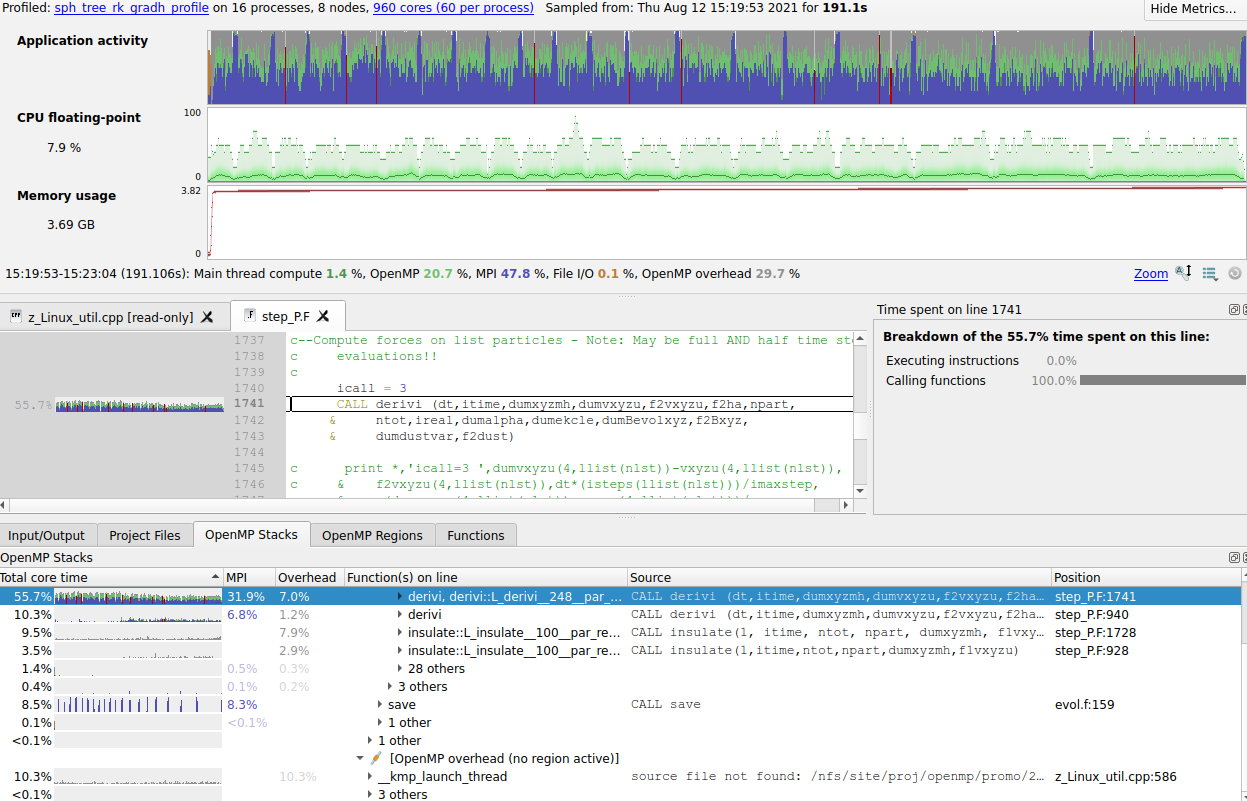 Profiled: sph_tree_rk_gradh_profile on 16 processes, 8 nodes, 960 cores (60 per process) Sampled from: Thu Aug 12 15:19:53 2021 for 191.1s
Hide Metrics...
Application activity
CPU floating-point
100
7.9 %
0
Memory usage
3.82
3.69 GB
0
15:19:53-15:23:04 (191.106s): Main thread compute 1.4 %, OpenMP 20.7 %, MPI 47.8 %, File I/O 0.1 %, OpenMP overhead 29.7 %
Zoom
z_Linux_util.cpp [read-only]
step_P.F
Time spent on line 1741
1737 c--Compute forces on list particles - Note: May be full AND half time st
1738 c evaluations!!
1739 c
1740 icall = 3
55.7% 1741 CALL derivi (dt,itime,dumxyzmh,dumvxyzu,f2vxyzu,f2ha,npart,
1742 & ntot,ireal,dumalpha,dumekcle,dumBevolxyz,f2Bxyz,
1743 & dumdustvar,f2dust)
1744
1745 c print *,'icall=3 ',dumvxyzu(4,llist(nlst))-vxyzu(4,llist(nlst)),
1746 c & f2vxyzu(4,llist(nlst)),dt*(isteps(llist(nlst)))/imaxstep,
Breakdown of the 55.7% time spent on this line:
Executing instructions 0.0%
Calling functions 100.0%
Input/Output Project Files OpenMP Stacks OpenMP Regions Functions
OpenMP Stacks
Total core time MPI Overhead Function(s) on line Source Position
55.7% 31.9% 7.0% derivi, derivi::L_derivi__248__par_... CALL derivi (dt,itime,dumxyzmh,dumvxyzu,f2vxyzu,f2ha... step_P.F:1741
10.3% 6.8% 1.2% derivi CALL derivi (dt,itime,dumxyzmh,dumvxyzu,f2vxyzu,f2ha... step_P.F:940
9.5% 7.9% insulate::L_insulate__100__par_re... CALL insulate(1, itime, ntot, npart, dumxyzmh, f1vxy... step_P.F:1728
3.5% 2.9% insulate::L_insulate__100__par_re... CALL insulate(1,itime,ntot,npart,dumxyzmh,f1vxyzu) step_P.F:928
1.4% 0.5% 0.3% 28 others
0.4% 0.1% 0.2% 3 others
8.5% 8.3% save CALL save evol.f:159
0.1% <0.1% 1 other
<0.1% 1 other
[OpenMP overhead (no region active)]
10.3% 10.3% __kmp_launch_thread source file not found: /nfs/site/proj/openmp/promo/2... z_Linux_util.cpp:586
<0.1% 3 others